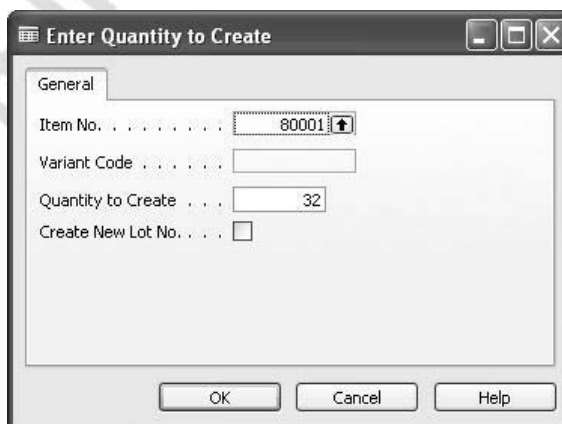 Enter Quantity to Create
General
Item No. . . . . . . . . . 80001
Variant Code . . . . . .
Quantity to Create . . . 32
Create New Lot No. . . .
OK Cancel Help